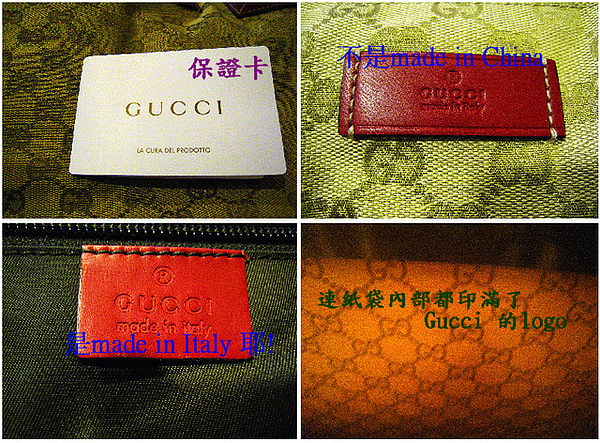 保證卡
GUCCI
LA CURA DEL PRODOTTO
不是made in China
®
GUCCI
made in italy
®
GUCCI
made in italy
是made in Italy 耶!
連紙袋內部都印滿了
Gucci 的logo